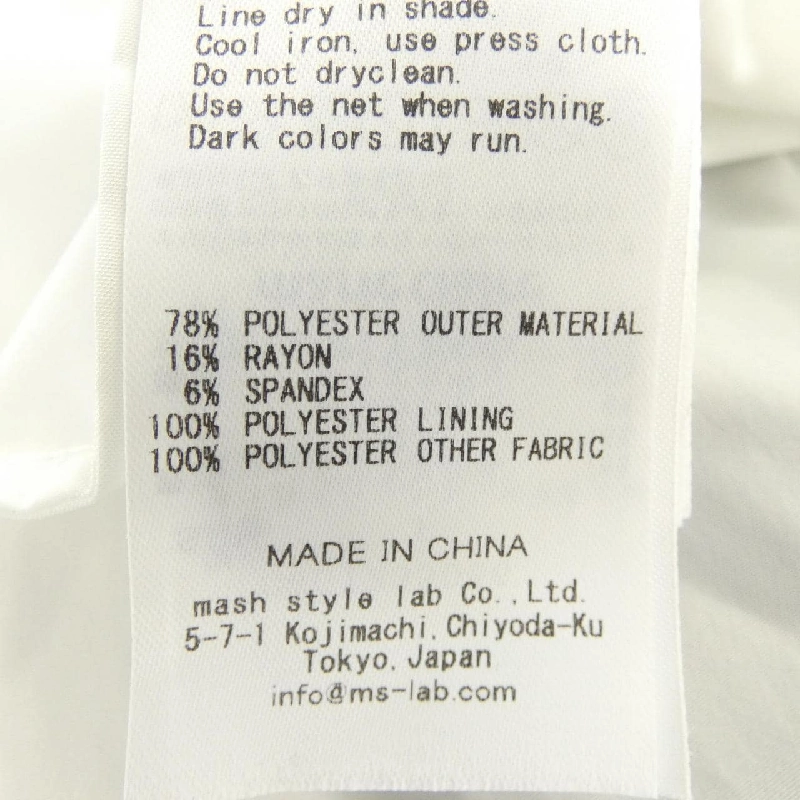 Line dry in shade.
Cool iron, use press cloth.
Do not dryclean.
Use the net when washing.
Dark colors may run.
78% POLYESTER OUTER MATERIAL
16% RAYON
6% SPANDEX
100% POLYESTER LINING
100% POLYESTER OTHER FABRIC
MADE IN CHINA
mash style lab Co.,Ltd.
5-7-1 Kojimachi,Chiyoda-Ku
Tokyo,Japan
info@ms-lab.com